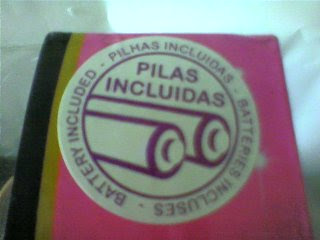 BATTERY INCLUDED - PILHAS INCLUIDAS - BATTERIES INCLUSES -
PILAS
INCLUIDAS